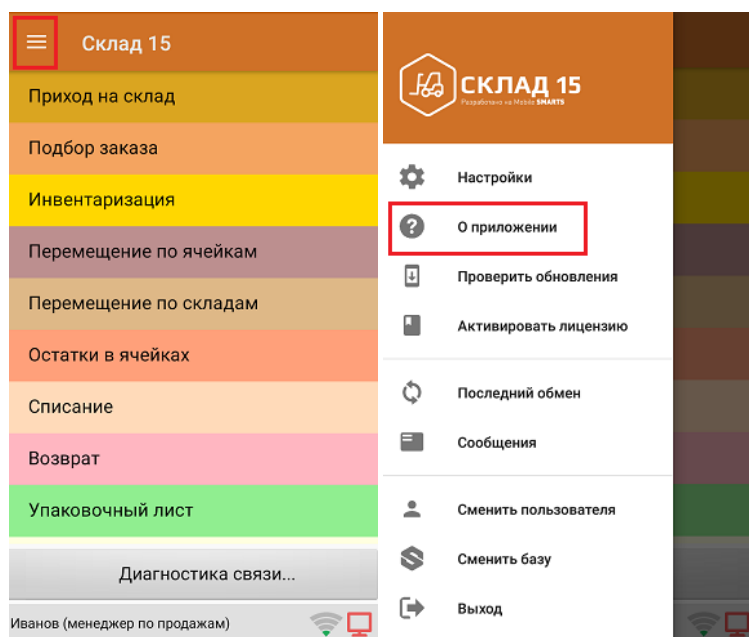 Склад 15
Приход на склад
Подбор заказа
Инвентаризация
Перемещение по ячейкам
Перемещение по складам
Остатки в ячейках
Списание
Возврат
Упаковочный лист
Диагностика связи...
Иванов (менеджер по продажам)
СКЛАД 15
Разработано на Mobile SMARTS
Настройки
О приложении
Проверить обновления
Активировать лицензию
Последний обмен
Сообщения
Сменить пользователя
Сменить базу
Выход